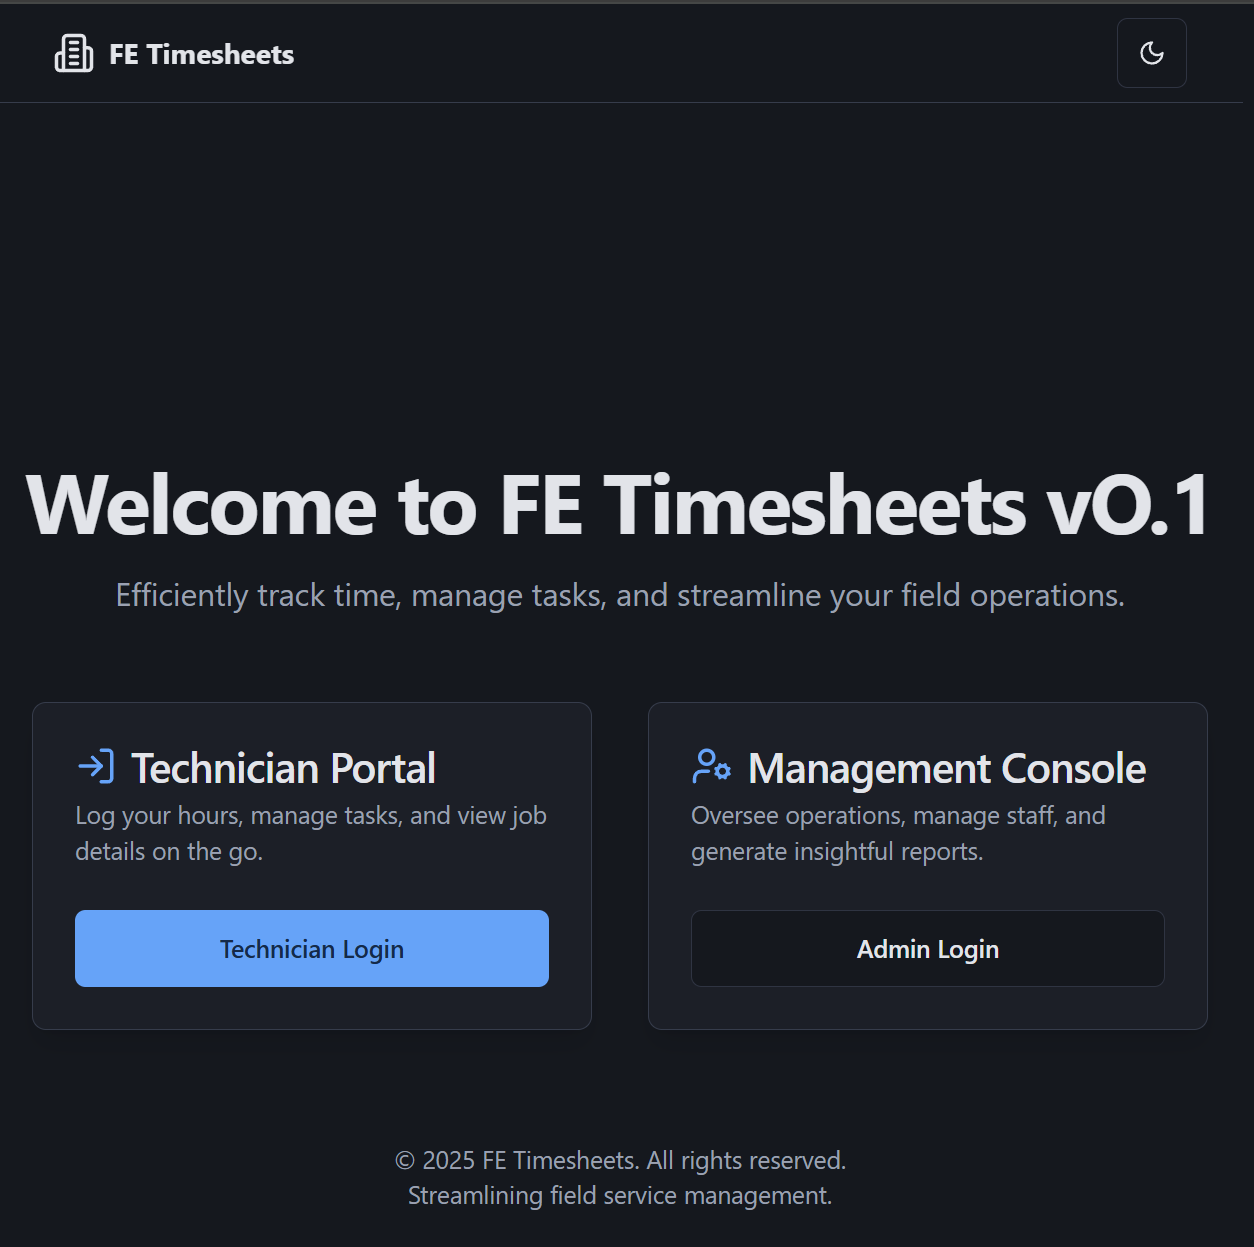 FE Timesheets
Welcome to FE Timesheets v0.1
Efficiently track time, manage tasks, and streamline your field operations.
Technician Portal
Log your hours, manage tasks, and view job
details on the go.
Technician Login
Management Console
Oversee operations, manage staff, and
generate insightful reports.
Admin Login
© 2025 FE Timesheets. All rights reserved.
Streamlining field service management.